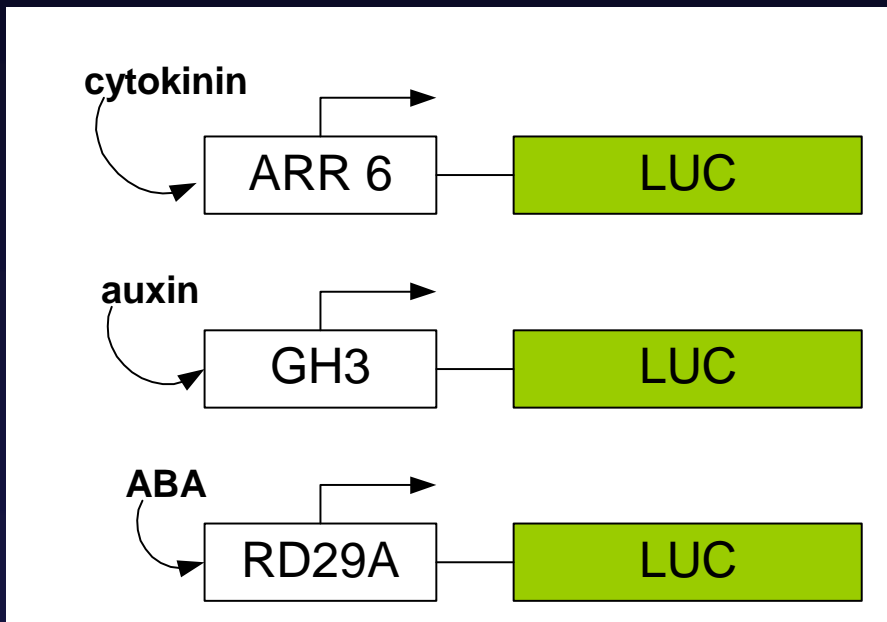 cytokinin
ARR 6 LUC
auxin
GH3 LUC
ABA
RD29A LUC